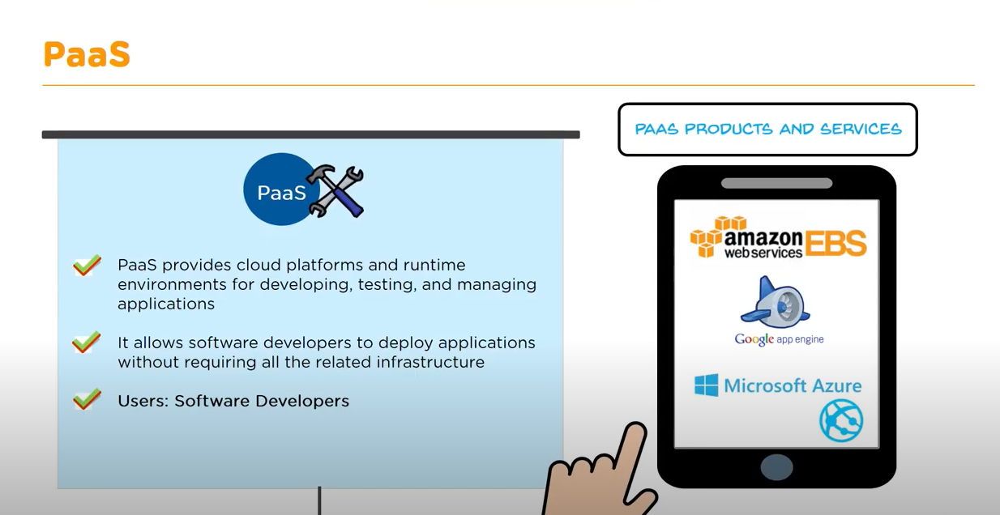 PaaS
PAAS PRODUCTS AND SERVICES
PaaS
PaaS provides cloud platforms and runtime
environments for developing, testing, and managing
applications
It allows software developers to deploy applications
without requiring all the related infrastructure
Users: Software Developers
amazon
webservices EBS
Google app engine
Microsoft Azure